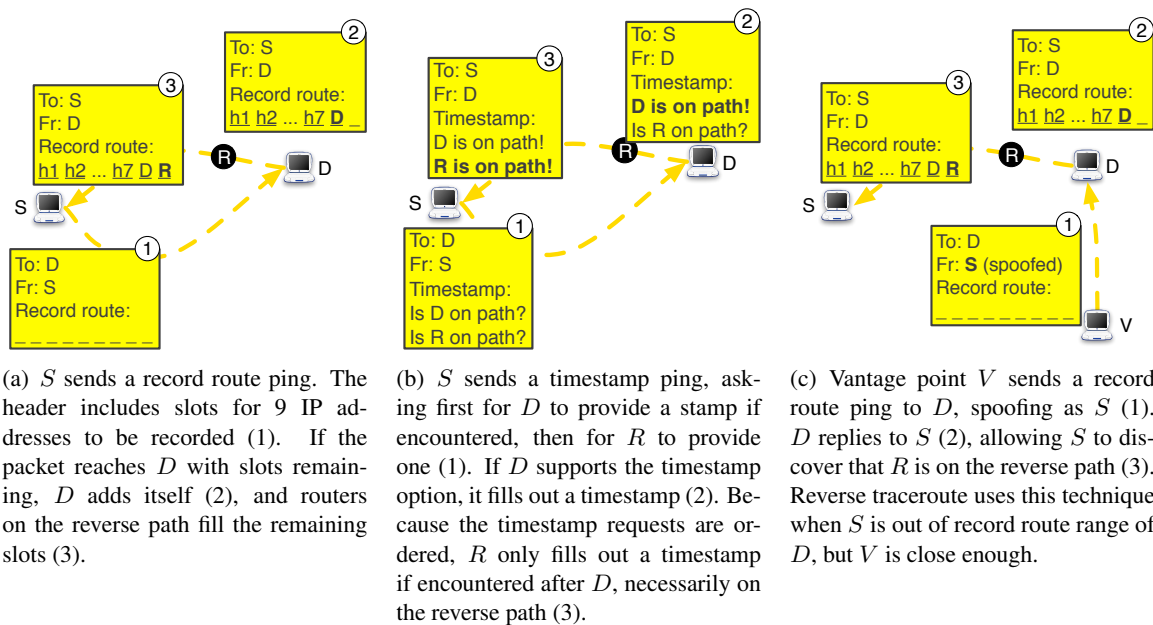 2
To: S
Fr: D
Record route:
h1 h2 ... h7 D _
3
To: S
Fr: D
Record route:
h1 h2 ... h7 D R
R
D
S
1
To: D
Fr: S
Record route:
_ _ _ _ _ _ _ _ _
(a) S sends a record route ping. The
header includes slots for 9 IP ad-
dresses to be recorded (1). If the
packet reaches D with slots remain-
ing, D adds itself (2), and routers
on the reverse path fill the remaining
slots (3).
2
To: S
Fr: D
Timestamp:
D is on path!
Is R on path?
3
To: S
Fr: D
Timestamp:
D is on path!
R is on path!
R
D
S
1
To: D
Fr: S
Timestamp:
Is D on path?
Is R on path?
(b) S sends a timestamp ping, ask-
ing first for D to provide a stamp if
encountered, then for R to provide
one (1). If D supports the timestamp
option, it fills out a timestamp (2). Be-
cause the timestamp requests are or-
dered, R only fills out a timestamp
if encountered after D, necessarily on
the reverse path (3).
2
To: S
Fr: D
Record route:
h1 h2 ... h7 D _
3
To: S
Fr: D
Record route:
h1 h2 ... h7 D R
R
D
S
1
To: D
Fr: S (spoofed)
Record route:
_ _ _ _ _ _ _ _ _
V
(c) Vantage point V sends a record
route ping to D, spoofing as S (1).
D replies to S (2), allowing S to dis-
cover that R is on the reverse path (3).
Reverse traceroute uses this technique
when S is out of record route range of
D, but V is close enough.